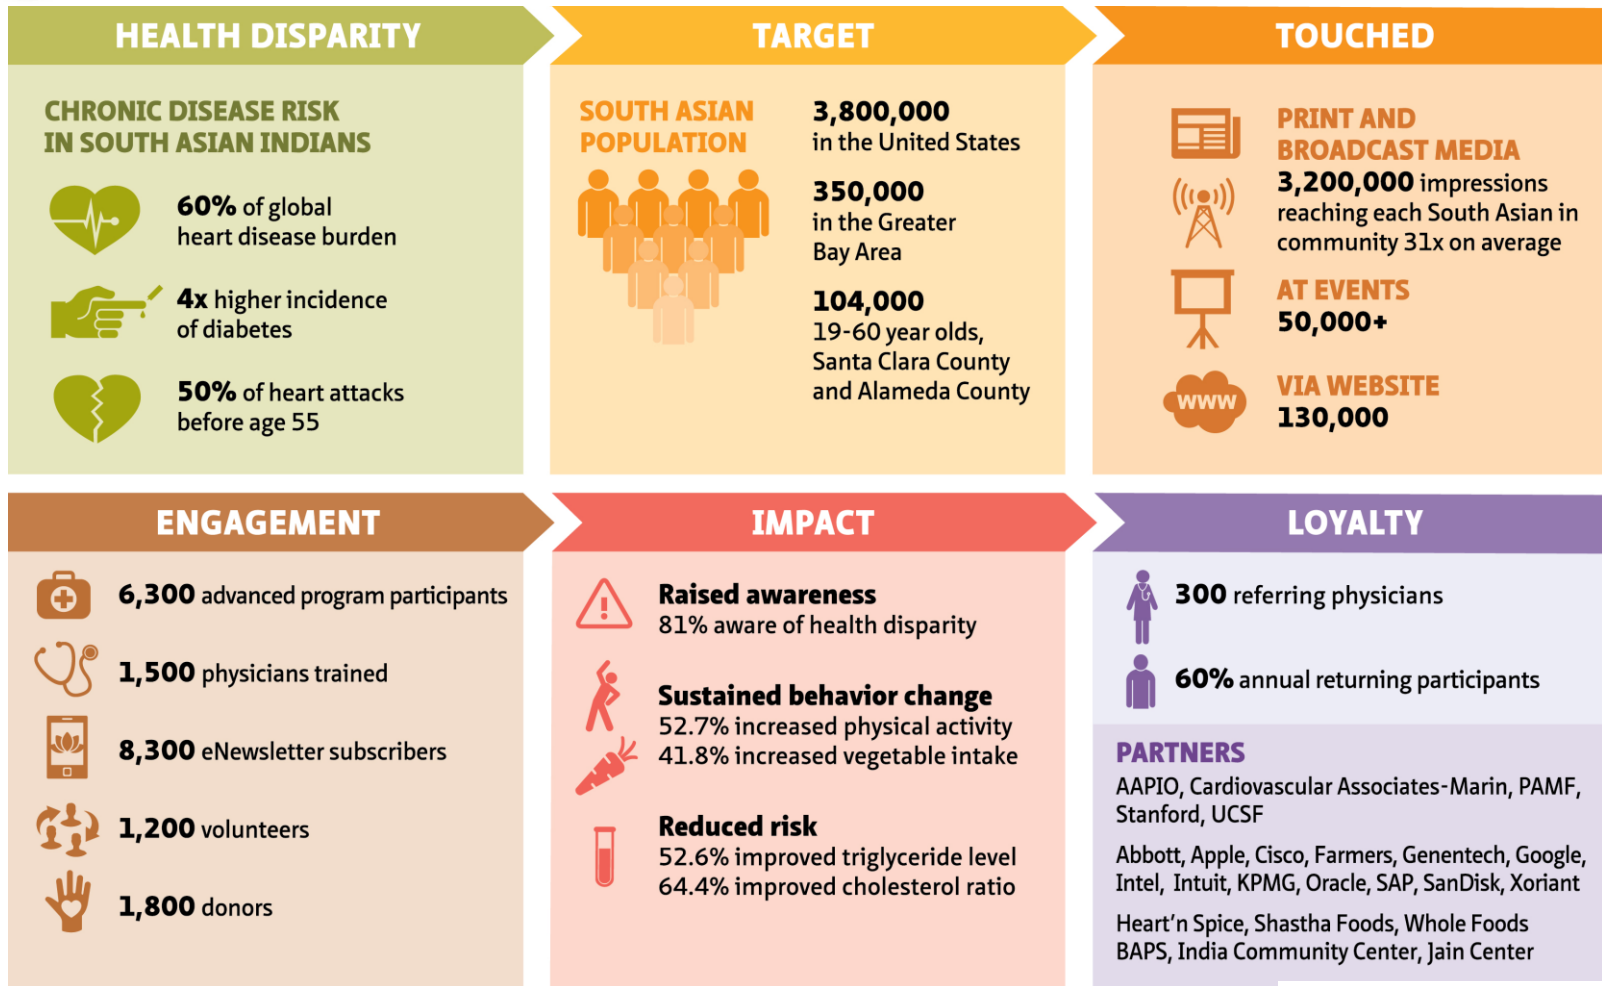 HEALTH DISPARITY
CHRONIC DISEASE RISK
IN SOUTH ASIAN INDIANS
60% of global
heart disease burden
4x higher incidence
of diabetes
50% of heart attacks
before age 55
TARGET
SOUTH ASIAN
POPULATION
3,800,000
in the United States
350,000
in the Greater
Bay Area
104,000
19-60 year olds,
Santa Clara County
and Alameda County
TOUCHED
PRINT AND
BROADCAST MEDIA
3,200,000 impressions
reaching each South Asian in
community 31x on average
AT EVENTS
50,000+
www
VIA WEBSITE
130,000
ENGAGEMENT
6,300 advanced program participants
1,500 physicians trained
8,300 eNewsletter subscribers
1,200 volunteers
1,800 donors
IMPACT
Raised awareness
81% aware of health disparity
Sustained behavior change
52.7% increased physical activity
41.8% increased vegetable intake
Reduced risk
52.6% improved triglyceride level
64.4% improved cholesterol ratio
LOYALTY
300 referring physicians
60% annual returning participants
PARTNERS
AAPIO, Cardiovascular Associates-Marin, PAMF,
Stanford, UCSF
Abbott, Apple, Cisco, Farmers, Genentech, Google,
Intel, Intuit, KPMG, Oracle, SAP, SanDisk, Xoriant
Heart'n Spice, Shastha Foods, Whole Foods
BAPS, India Community Center, Jain Center